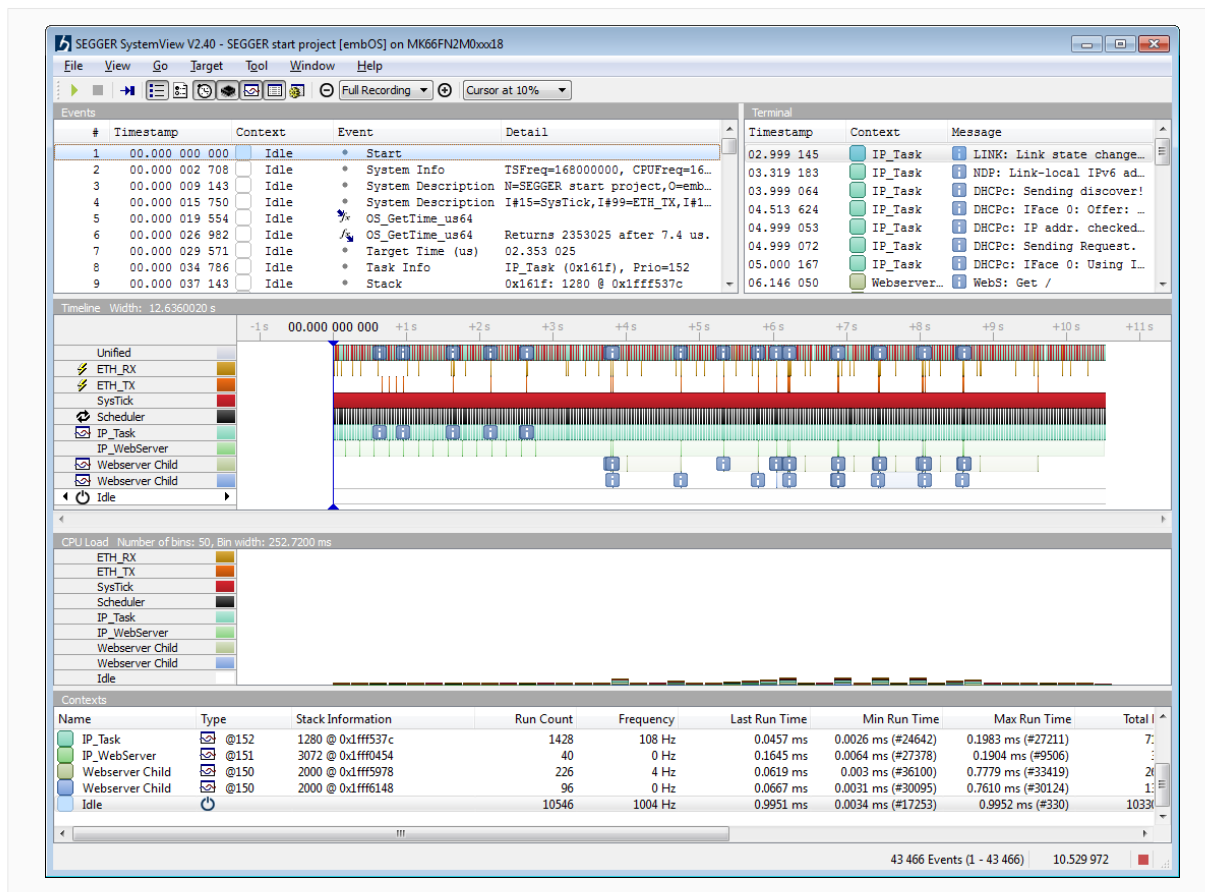 SEGGER SystemView V2.40 - SEGGER start project [embOS] on MK66FN2M0xxx18
File View Go Target Tool Window Help
Full Recording Cursor at 10%
Events
# Timestamp Context Event Detail
1 00.000 000 000 Idle Start
2 00.000 002 708 Idle System Info TSFreq=168000000, CPUFreq=16...
3 00.000 009 143 Idle System Description N=SEGGER start project,O=emb...
4 00.000 015 750 Idle System Description I#15=SysTick,I#99=ETH_TX,I#1...
5 00.000 019 554 Idle OS_GetTime_us64
6 00.000 026 982 Idle OS_GetTime_us64 Returns 2353025 after 7.4 us.
7 00.000 029 571 Idle Target Time (us) 02.353 025
8 00.000 034 786 Idle Task Info IP_Task (0x161f), Prio=152
9 00.000 037 143 Idle Stack 0x161f: 1280 @ 0x1fff537c
Terminal
Timestamp Context Message
02.999 145 IP_Task LINK: Link state change...
03.319 183 IP_Task NDP: Link-local IPv6 ad...
03.999 064 IP_Task DHCPc: Sending discover!
04.513 624 IP_Task DHCPc: IFace 0: Offer: ...
04.999 053 IP_Task DHCPc: IP addr. checked...
04.999 072 IP_Task DHCPc: Sending Request.
05.000 167 IP_Task DHCPc: IFace 0: Using I...
06.146 050 Webserver... WebS: Get /
Timeline Width: 12.6360020 s
-1 s 00.000 000 000 +1 s +2 s +3 s +4 s +5 s +6 s +7 s +8 s +9 s +10 s +11 s
Unified
ETH_RX
ETH_TX
SysTick
Scheduler
IP_Task
IP_WebServer
Webserver Child
Webserver Child
Idle
CPU Load Number of bins: 50, Bin width: 252.7200 ms
ETH_RX
ETH_TX
SysTick
Scheduler
IP_Task
IP_WebServer
Webserver Child
Webserver Child
Idle
Contexts
Name Type Stack Information Run Count Frequency Last Run Time Min Run Time Max Run Time Total
IP_Task @152 1280 @ 0x1fff537c 1428 108 Hz 0.0457 ms 0.0026 ms (#24642) 0.1983 ms (#27211)
IP_WebServer @151 3072 @ 0x1fff0454 40 0 Hz 0.1645 ms 0.0064 ms (#27378) 0.1904 ms (#9506)
Webserver Child @150 2000 @ 0x1fff5978 226 4 Hz 0.0619 ms 0.003 ms (#36100) 0.7779 ms (#33419)
Webserver Child @150 2000 @ 0x1fff6148 96 0 Hz 0.0667 ms 0.0031 ms (#30095) 0.7610 ms (#30124)
Idle 10546 1004 Hz 0.9951 ms 0.0034 ms (#17253) 0.9952 ms (#330)
43 466 Events (1 - 43 466) 10.529 972